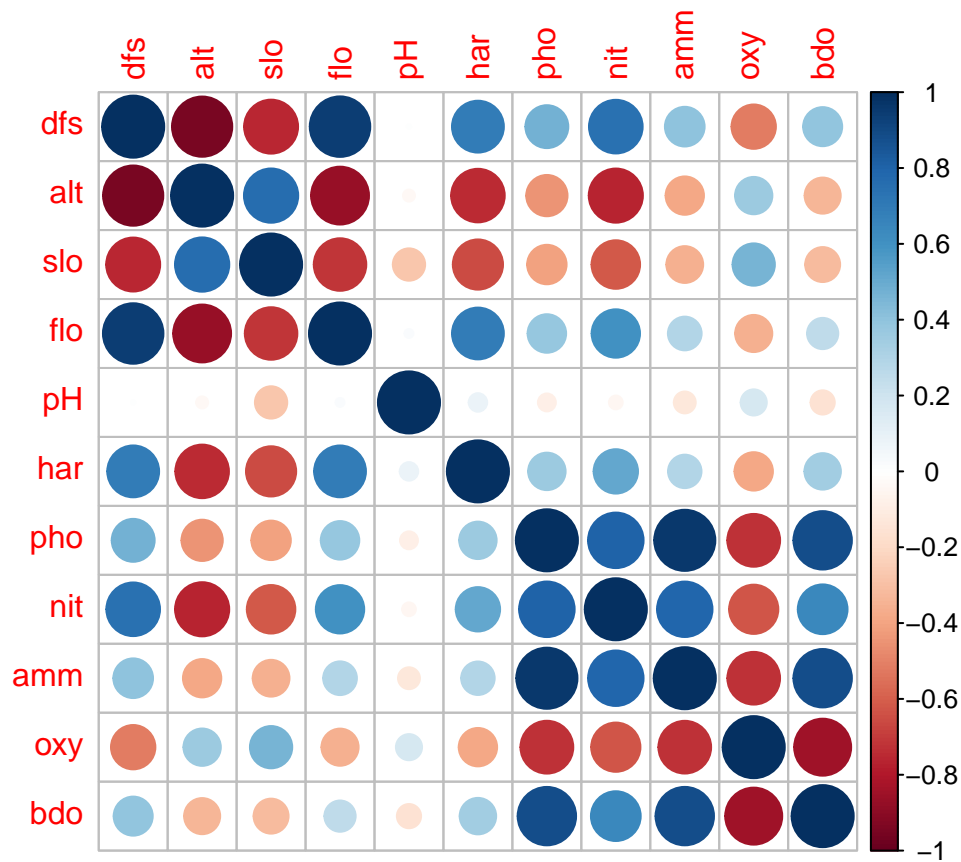 dfs alt slo flo pH har pho nit amm oxy bdo
dfs
alt
slo
flo
pH
har
pho
nit
amm
oxy
bdo
1
0.8
0.6
0.4
0.2
0
−0.2
−0.4
−0.6
−0.8
−1